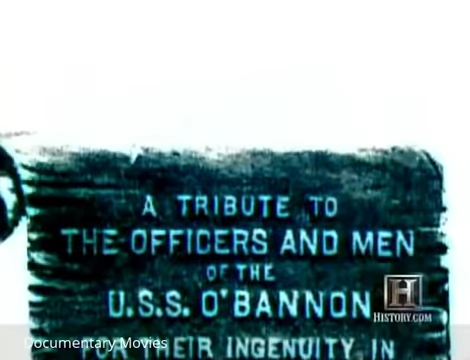 A TRIBUTE TO
THE OFFICERS AND MEN
OF THE
U.S.S. O'BANNON
FOR THEIR INGENUITY IN
H
HISTORY.COM
Documentary Movies